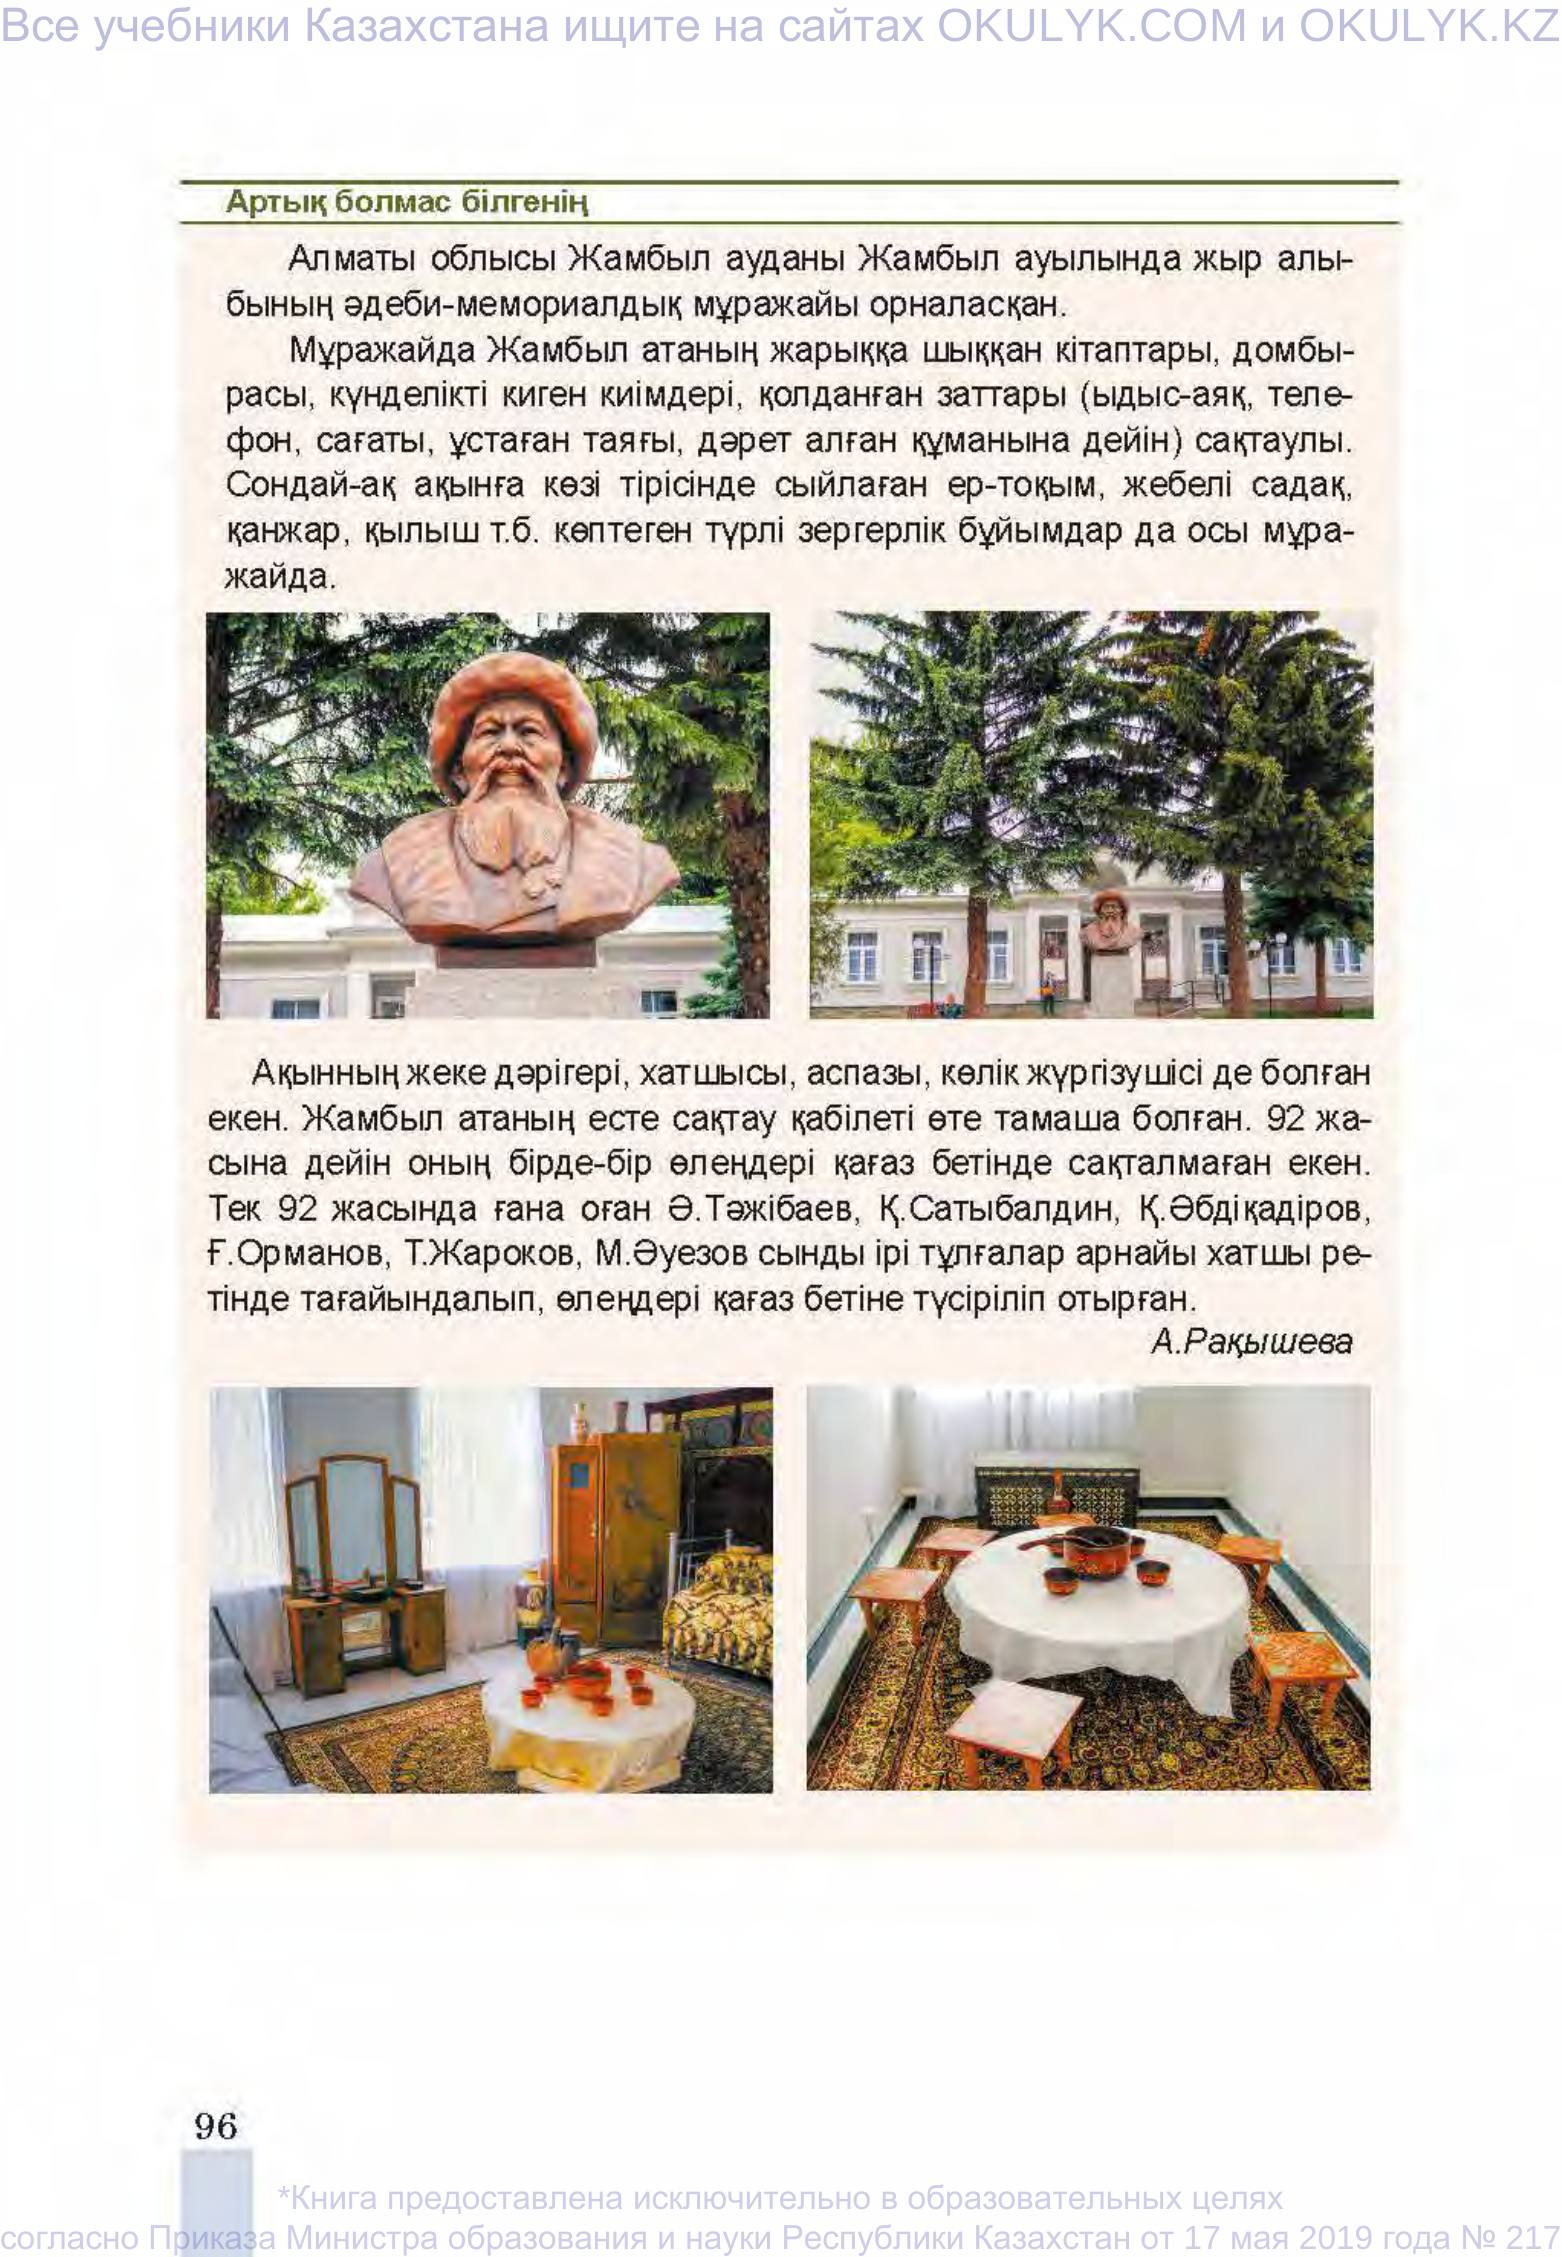 Все учебники Казахстана ищите на сайтах OKULYK.COM и OKULYK.KZ
Артық болмас білгенің
Алматы облысы Жамбыл ауданы Жамбыл ауылында жыр алы-
бының әдеби-мемориалдық мұражайы орналасқан.
Мұражайда Жамбыл атаның жарыққа шыққан кітаптары, домбы-
расы, күнделікті киген киімдері, қолданған заттары (ыдыс-аяқ, теле-
фон, сағаты, ұстаған таяғы, дәрет алған құманына дейін) сақтаулы.
Сондай-ақ ақынға көзі тірісінде сыйлаған ер-тоқым, жебелі садақ,
қанжар, қылыш т.б. көптеген түрлі зергерлік бұйымдар да осы мұра-
жайда.
Ақынның жеке дәрігері, хатшысы, аспазы, көлік жүргізушісі де болған
екен. Жамбыл атаның есте сақтау қабілеті өте тамаша болған. 92 жа-
сына дейін оның бірде-бір өлеңдері қағаз бетінде сақталмаған екен.
Тек 92 жасында ғана оған Ә.Тәжібаев, Қ.Сатыбалдин, Қ.Әбдіқадіров,
Ғ.Орманов, Т.Жароков, М.Әуезов сынды ірі тұлғалар арнайы хатшы ре-
тінде тағайындалып, өлеңдері қағаз бетіне түсіріліп отырған.
А.Рақышева
96
*Книга предоставлена исключительно в образовательных целях
согласно Приказа Министра образования и науки Республики Казахстан от 17 мая 2019 года № 217